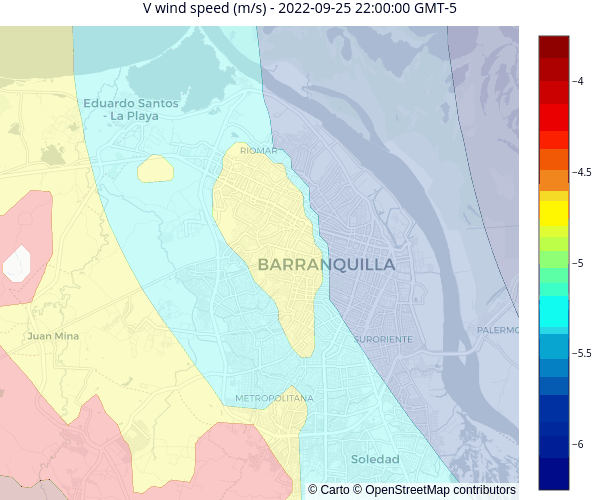 V wind speed (m/s) - 2022-09-25 22:00:00 GMT-5
Eduardo Santos
- La Playa
RIOMAR
BARRANQUILLA
Juan Mina
SURORIENTE
PALERMO
METROPOLITANA
Soledad
© Carto © OpenStreetMap contributors
−4
−4.5
−5
−5.5
−6